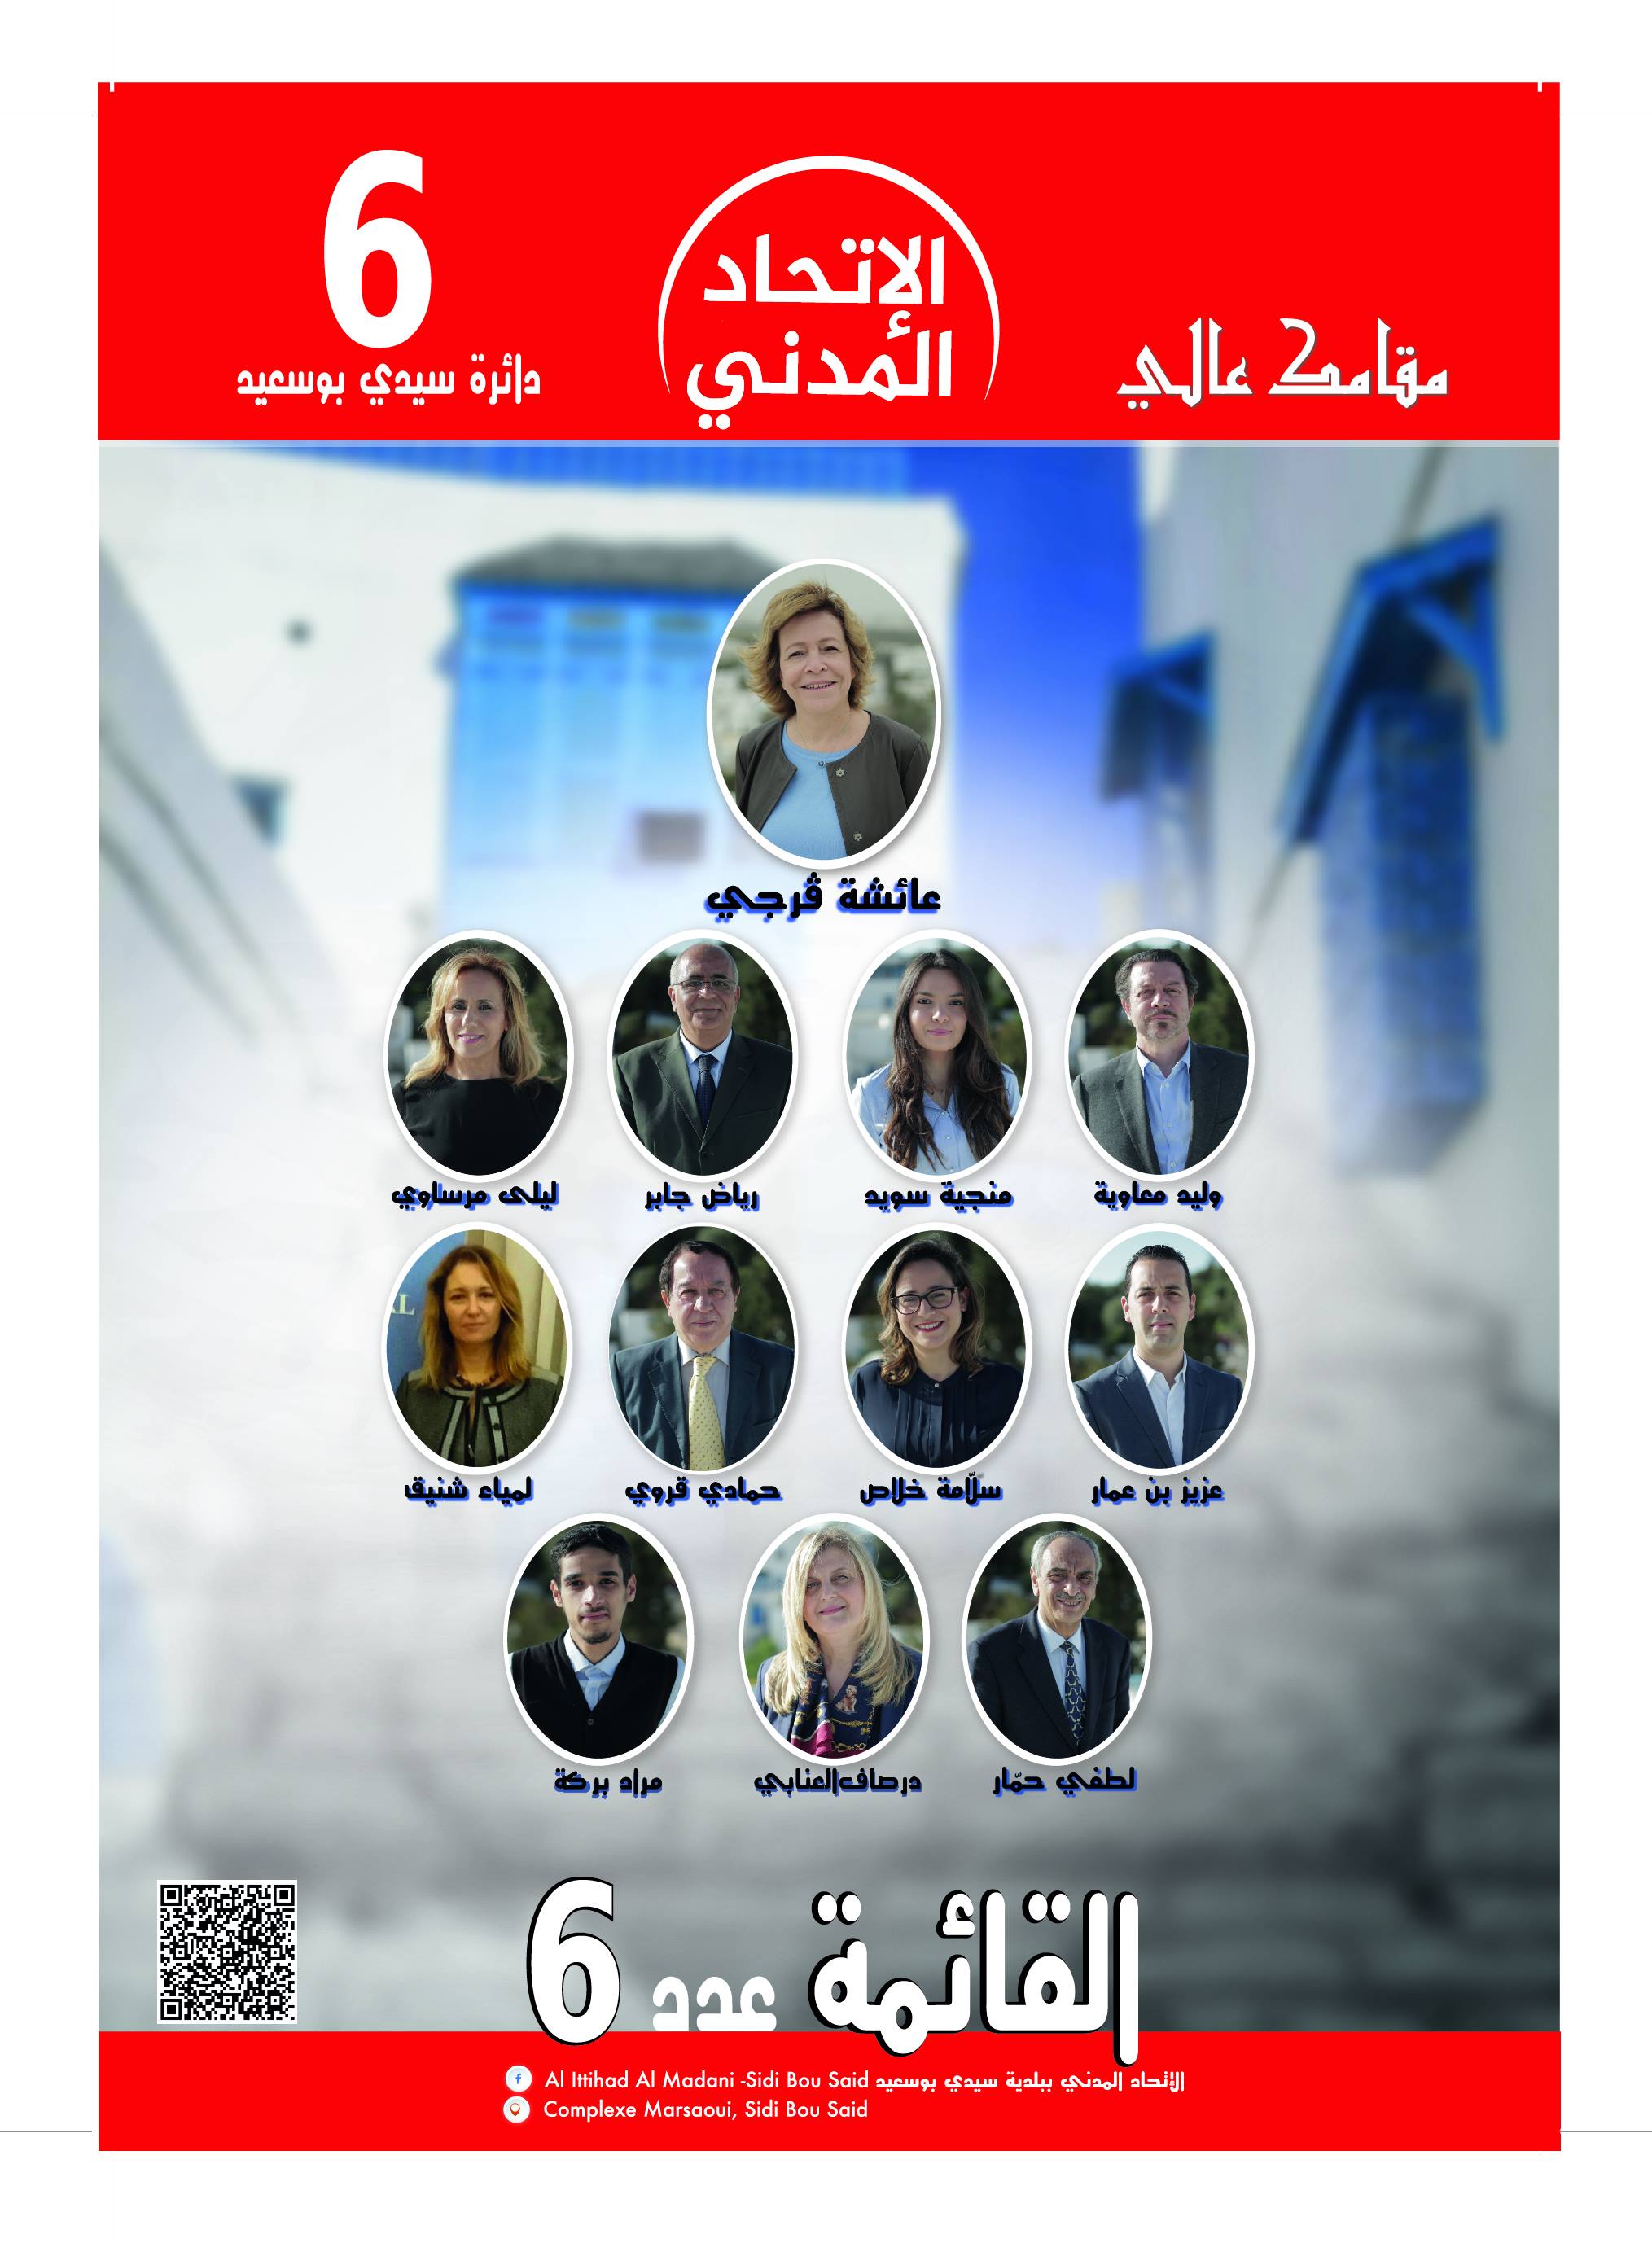 مقامك عالي
الإتحاد
المدني
6
دائرة سيدي بوسعيد
عائشة ڨرجي
وليد معاوية
منجية سويد
رياض جابر
ليلى مرساوي
عزيز بن عمار
سلّامة خلاص
حمادي قروي
لمياء شنيق
لطفي حمّار
درصاف العنابي
مراد بركة
القائمة عدد 6
Al Ittihad Al Madani -Sidi Bou Said الإتحاد المدني ببلدية سيدي بوسعيد
Complexe Marsaoui, Sidi Bou Said